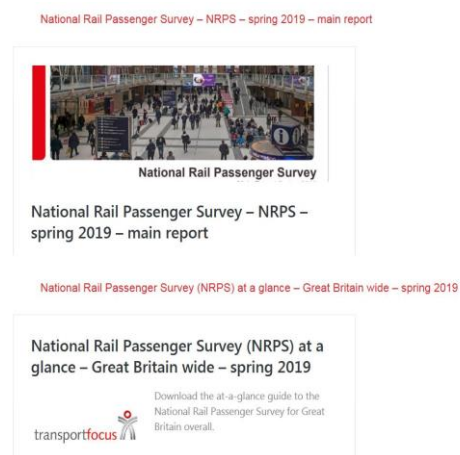 National Rail Passenger Survey – NRPS – spring 2019 – main report
National Rail Passenger Survey
National Rail Passenger Survey – NRPS –
spring 2019 – main report
National Rail Passenger Survey (NRPS) at a glance – Great Britain wide – spring 2019
National Rail Passenger Survey (NRPS) at a
glance – Great Britain wide – spring 2019
Download the at-a-glance guide to the
National Rail Passenger Survey for Great
Britain overall.
transportfocus